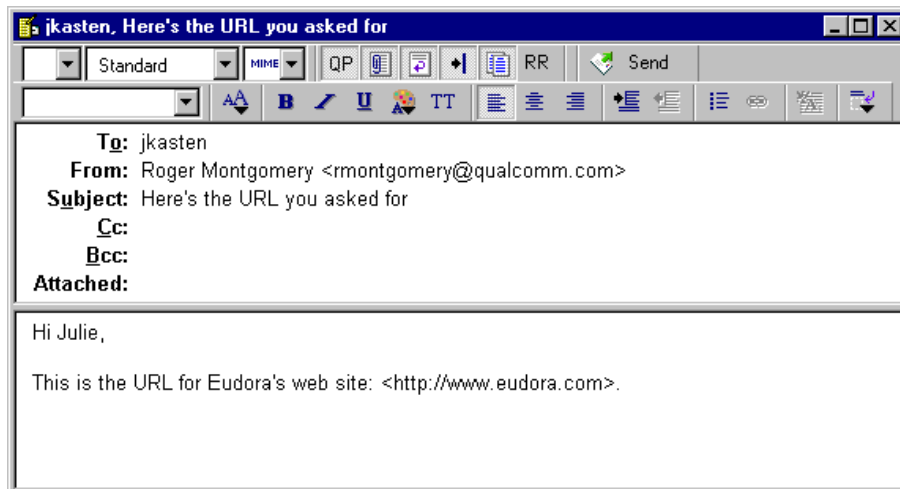 jkasten, Here's the URL you asked for
Standard MIME QP RR Send
AA B I U A TT
To: jkasten
From: Roger Montgomery <rmontgomery@qualcomm.com>
Subject: Here's the URL you asked for
Cc:
Bcc:
Attached:
Hi Julie,
This is the URL for Eudora's web site: <http://www.eudora.com>.